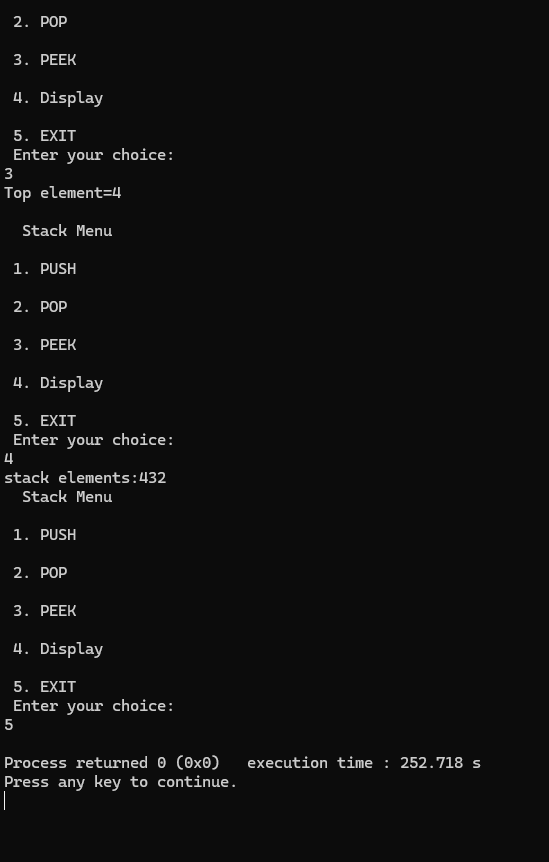 2. POP
3. PEEK
4. Display
5. EXIT
Enter your choice:
3
Top element=4
Stack Menu
1. PUSH
2. POP
3. PEEK
4. Display
5. EXIT
Enter your choice:
4
stack elements:432
Stack Menu
1. PUSH
2. POP
3. PEEK
4. Display
5. EXIT
Enter your choice:
5
Process returned 0 (0x0)   execution time : 252.718 s
Press any key to continue.